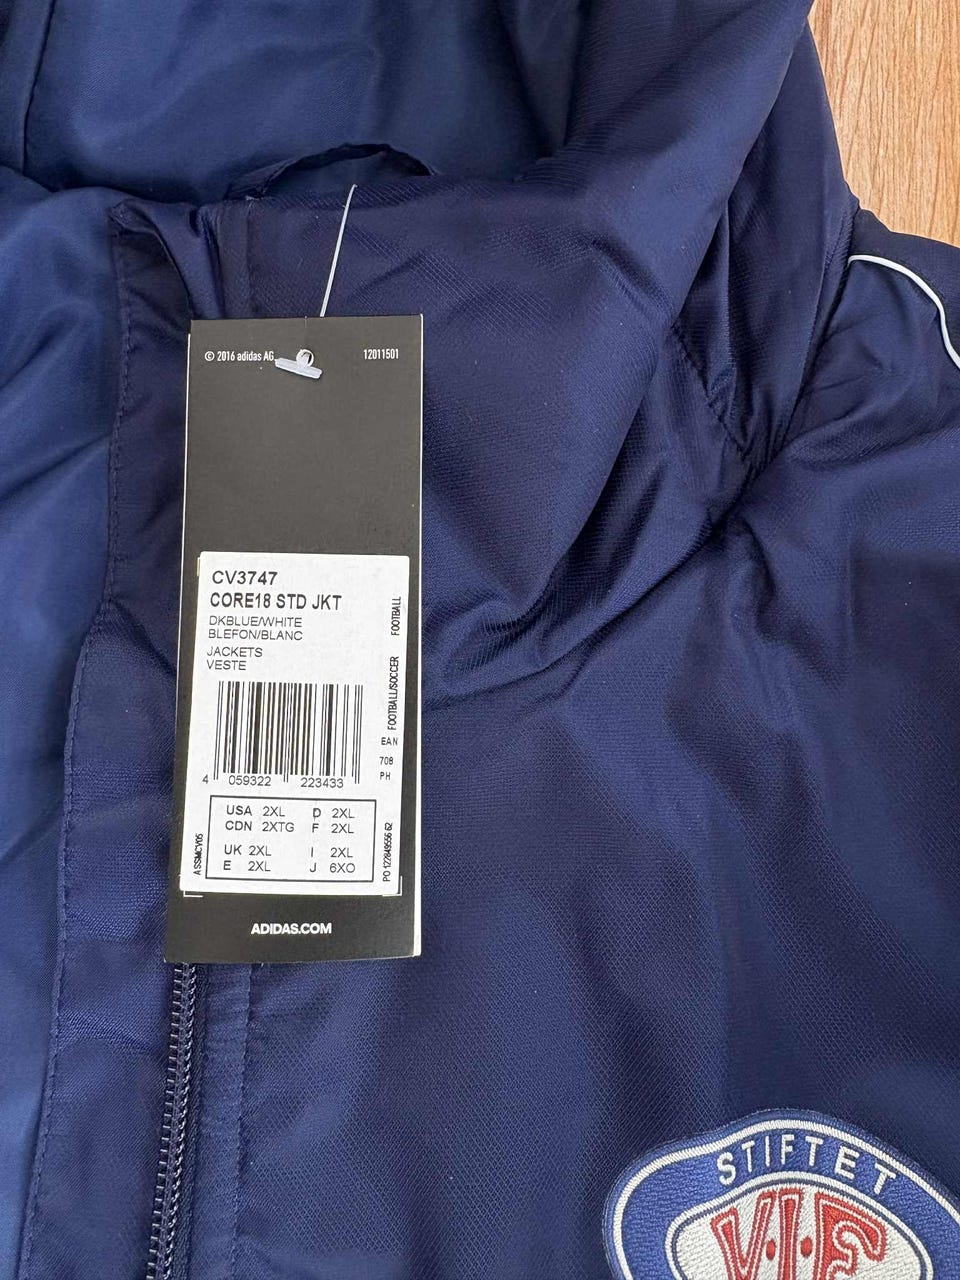 © 2016 adidas AG 12011501
CV3747
CORE18 STD JKT
DKBLUE/WHITE
BLEFON/BLANC
JACKETS
VESTE
FOOTBALL/SOCCER FOOTBALL
EAN
708
PH
4 059322 223433
USA 2XL D 2XL
CDN 2XTG F 2XL
UK 2XL I 2XL
E 2XL J 6XO
ADIDAS.COM
STIFTET
V.I.F